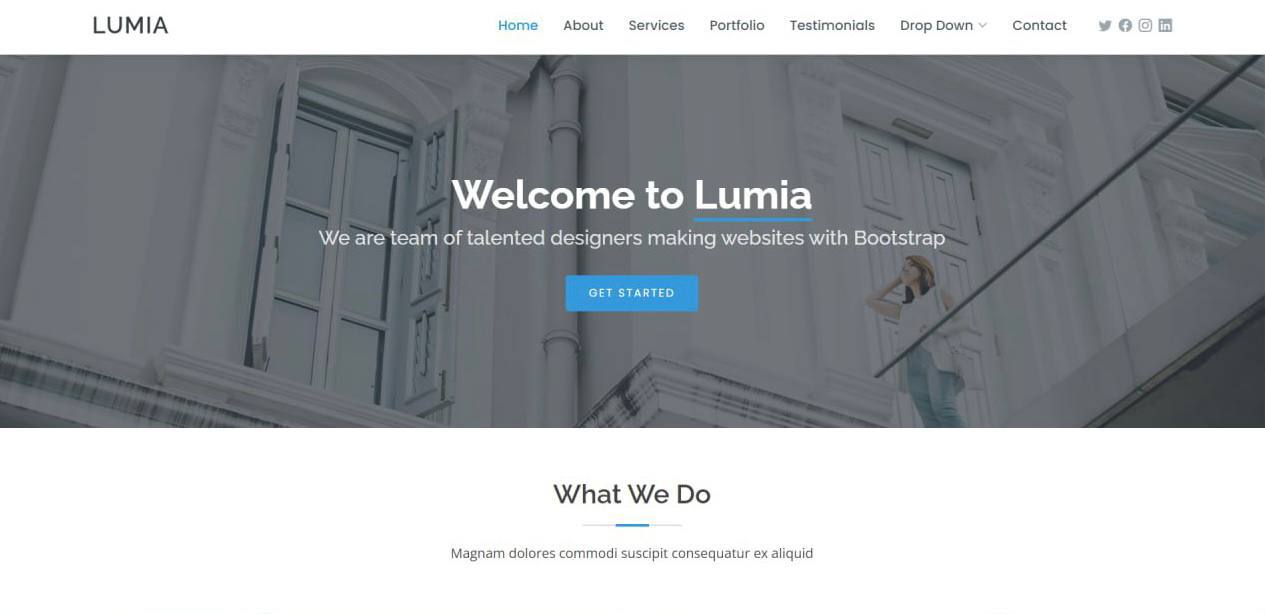 LUMIA
Home About Services Portfolio Testimonials Drop Down Contact
Welcome to Lumia
We are team of talented designers making websites with Bootstrap
GET STARTED
What We Do
Magnam dolores commodi suscipit consequatur ex aliquid